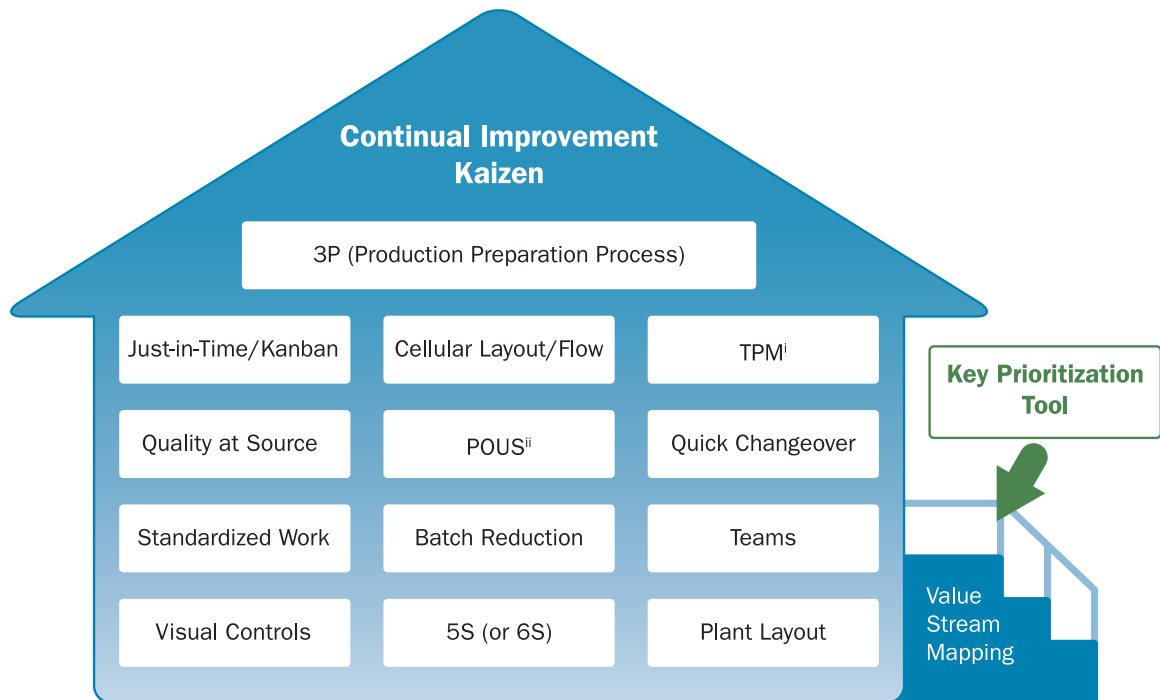 Continual Improvement
Kaizen
3P (Production Preparation Process)
Just-in-Time/Kanban
Cellular Layout/Flow
TPMⁱ
Key Prioritization
Tool
Quality at Source
POUSⁱⁱ
Quick Changeover
Standardized Work
Batch Reduction
Teams
Visual Controls
5S (or 6S)
Plant Layout
Value
Stream
Mapping